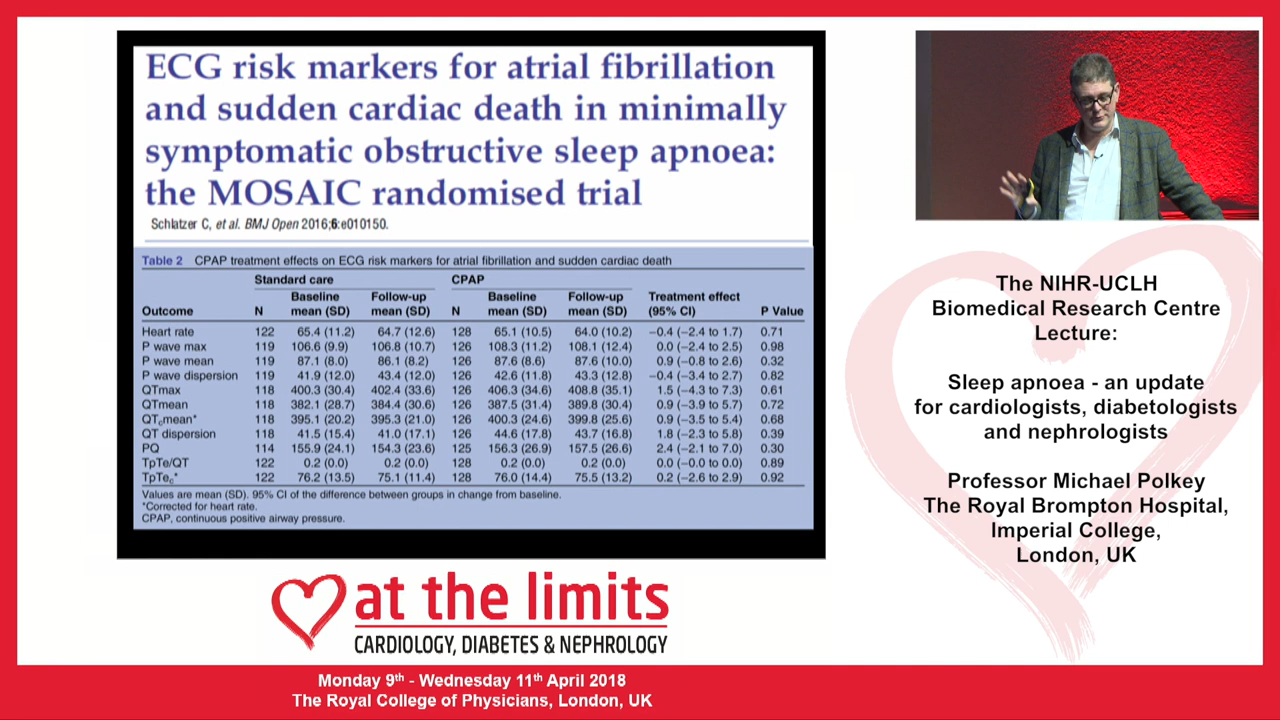 ECG risk markers for atrial fibrillation
and sudden cardiac death in minimally
symptomatic obstructive sleep apnoea:
the MOSAIC randomised trial
Schlatzer C, et al. BMJ Open 2016;6:e010150.
Table 2 CPAP treatment effects on ECG risk markers for atrial fibrillation and sudden cardiac death
Standard care CPAP
Baseline Follow-up Baseline Follow-up Treatment effect
Outcome N mean (SD) mean (SD) N mean (SD) mean (SD) (95% CI) P Value
Heart rate 122 65.4 (11.2) 64.7 (12.6) 128 65.1 (10.5) 64.0 (10.2) −0.4 (−2.4 to 1.7) 0.71
P wave max 119 106.6 (9.9) 106.8 (10.7) 126 108.3 (11.2) 108.1 (12.4) 0.0 (−2.4 to 2.5) 0.98
P wave mean 119 87.1 (8.0) 86.1 (8.2) 126 87.6 (8.6) 87.6 (10.0) 0.9 (−0.8 to 2.6) 0.32
P wave dispersion 119 41.9 (12.0) 43.4 (12.0) 126 42.6 (11.8) 43.3 (12.8) −0.4 (−3.4 to 2.7) 0.82
QTmax 118 400.3 (30.4) 402.4 (33.6) 126 406.3 (34.6) 408.8 (35.1) 1.5 (−4.3 to 7.3) 0.61
QTmean 118 382.1 (28.7) 384.4 (30.6) 126 387.5 (31.4) 389.8 (30.4) 0.9 (−3.9 to 5.7) 0.72
QTcmean* 118 395.1 (20.2) 395.3 (21.0) 126 400.3 (24.6) 399.8 (25.6) 0.9 (−3.5 to 5.4) 0.68
QT dispersion 118 41.5 (15.4) 41.0 (17.1) 126 44.6 (17.8) 43.7 (16.8) 1.8 (−2.3 to 5.8) 0.39
PQ 114 155.9 (24.1) 154.3 (23.6) 125 156.3 (26.9) 157.5 (26.6) 2.4 (−2.1 to 7.0) 0.30
TpTe/QT 122 0.2 (0.0) 0.2 (0.0) 128 0.2 (0.0) 0.2 (0.0) 0.0 (−0.0 to 0.0) 0.89
TpTec* 122 76.2 (13.5) 75.1 (11.4) 128 76.0 (14.4) 75.5 (13.2) 0.2 (−2.6 to 2.9) 0.92
Values are mean (SD). 95% CI of the difference between groups in change from baseline.
*Corrected for heart rate.
CPAP, continuous positive airway pressure.
The NIHR-UCLH
Biomedical Research Centre
Lecture:
Sleep apnoea - an update
for cardiologists, diabetologists
and nephrologists
Professor Michael Polkey
The Royal Brompton Hospital,
Imperial College,
London, UK
at the limits
CARDIOLOGY, DIABETES & NEPHROLOGY
Monday 9th - Wednesday 11th April 2018
The Royal College of Physicians, London, UK